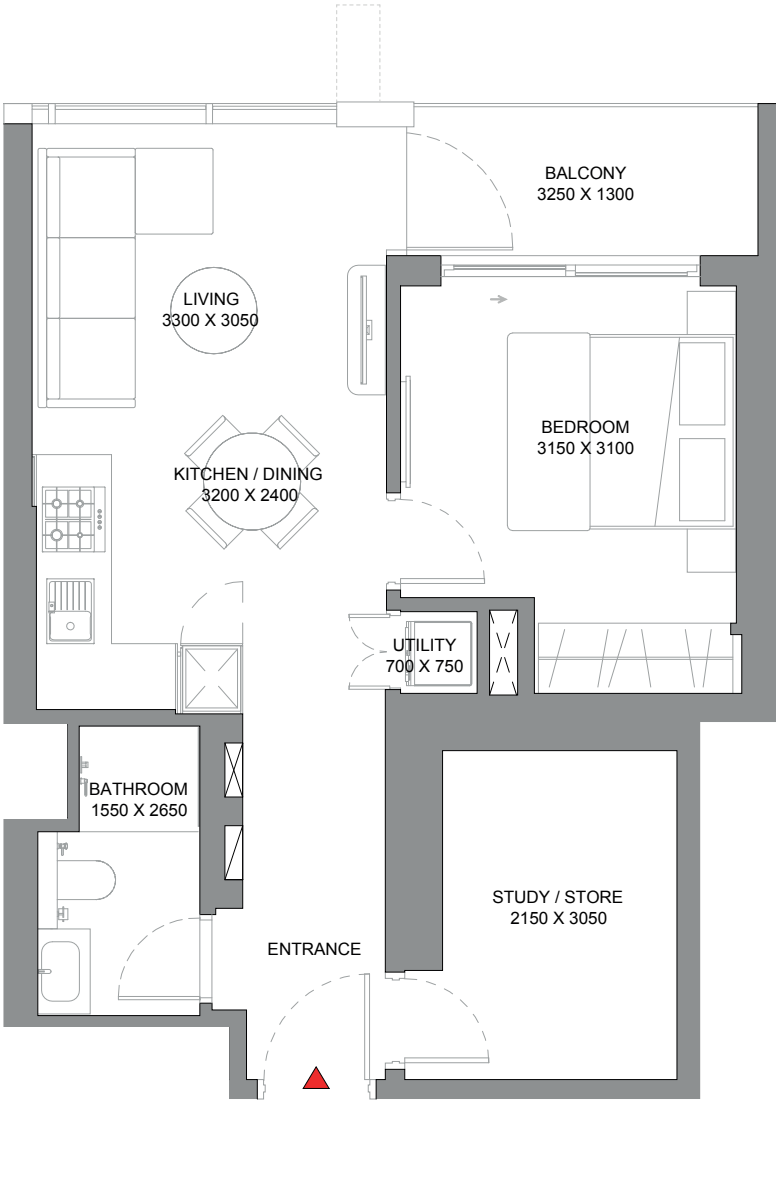 BALCONY
3250 X 1300
LIVING
3300 X 3050
BEDROOM
3150 X 3100
KITCHEN / DINING
3200 X 2400
UTILITY
700 X 750
BATHROOM
1550 X 2650
STUDY / STORE
2150 X 3050
ENTRANCE